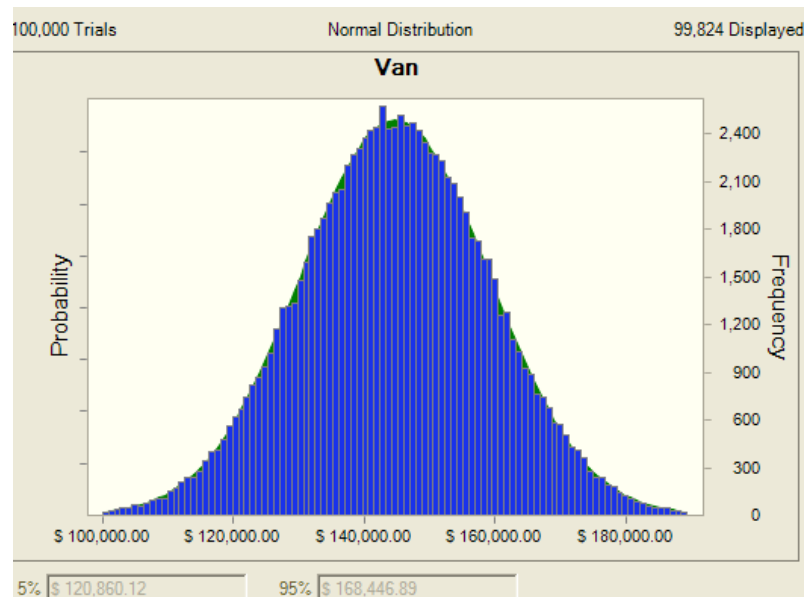 100,000 Trials Normal Distribution 99,824 Displayed
Van
Probability
Frequency
2,400
2,100
1,800
1,500
1,200
900
600
300
0
$ 100,000.00 $ 120,000.00 $ 140,000.00 $ 160,000.00 $ 180,000.00
5% $ 120,860.12 95% $ 168,446.89